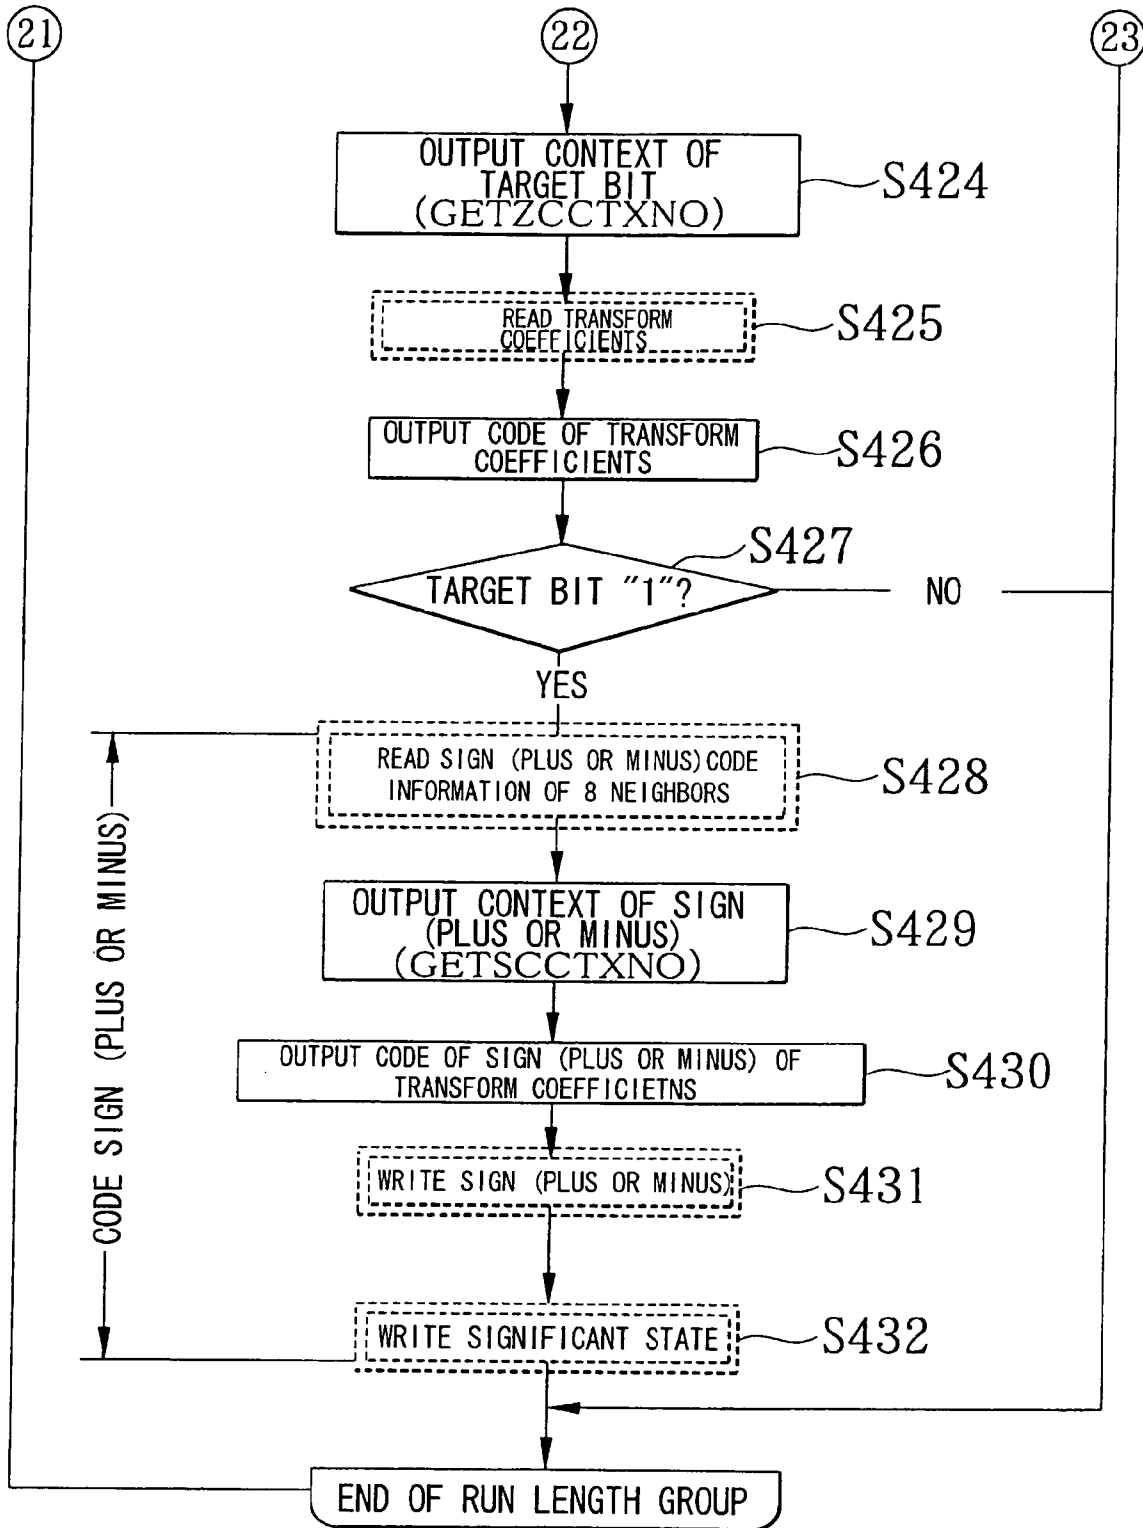 21
22
23
OUTPUT CONTEXT OF
TARGET BIT
(GETZCCTXNO)
S424
READ TRANSFORM
COEFFICIENTS
S425
OUTPUT CODE OF TRANSFORM
COEFFICIENTS
S426
S427
TARGET BIT "1"?
NO
YES
READ SIGN (PLUS OR MINUS) CODE
INFORMATION OF 8 NEIGHBORS
S428
CODE SIGN (PLUS OR MINUS)
OUTPUT CONTEXT OF SIGN
(PLUS OR MINUS)
(GETSCCTXNO)
S429
OUTPUT CODE OF SIGN (PLUS OR MINUS) OF
TRANSFORM COEFFICIETNS
S430
WRITE SIGN (PLUS OR MINUS)
S431
WRITE SIGNIFICANT STATE
S432
END OF RUN LENGTH GROUP